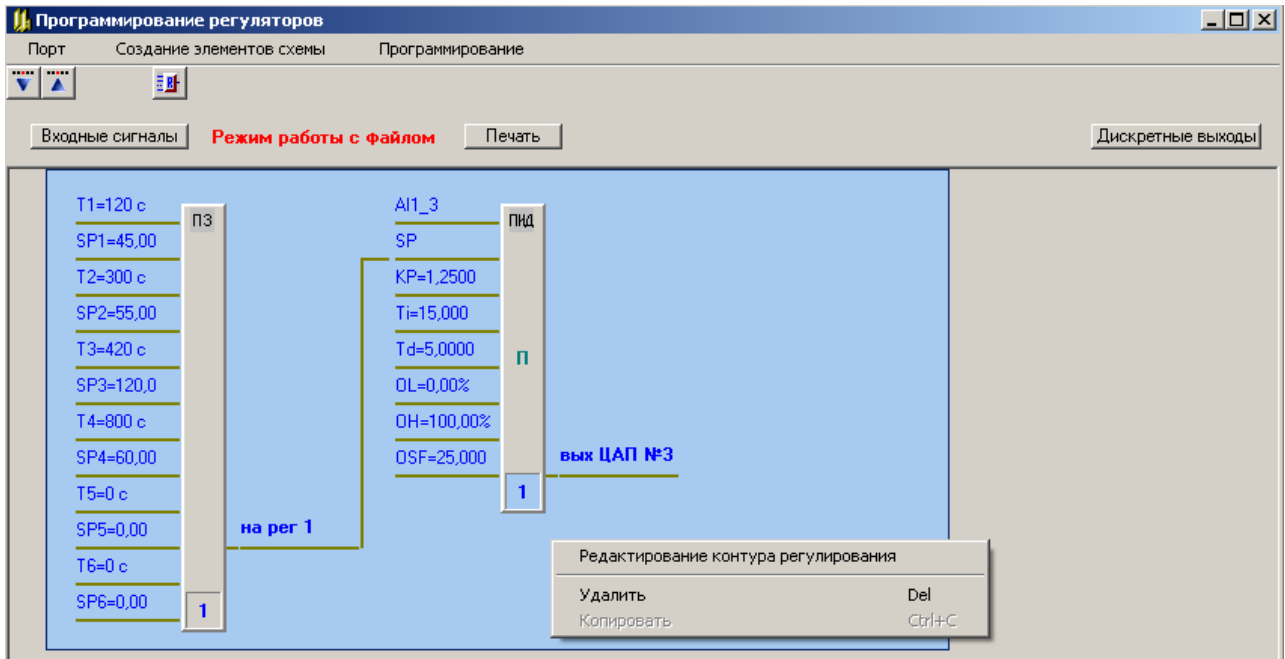 Программирование регуляторов
Порт Создание элементов схемы Программирование
Входные сигналы Режим работы с файлом Печать Дискретные выходы
T1=120 с
SP1=45,00
T2=300 с
SP2=55,00
T3=420 с
SP3=120,0
T4=800 с
SP4=60,00
T5=0 с
SP5=0,00
T6=0 с
SP6=0,00
ПЗ
1
на рег 1
AI1_3
SP
KP=1,2500
Ti=15,000
Td=5,0000
OL=0,00%
OH=100,00%
OSF=25,000
ПИД
П
1
вых ЦАП №3
Редактирование контура регулирования
Удалить Del
Копировать Ctrl+C